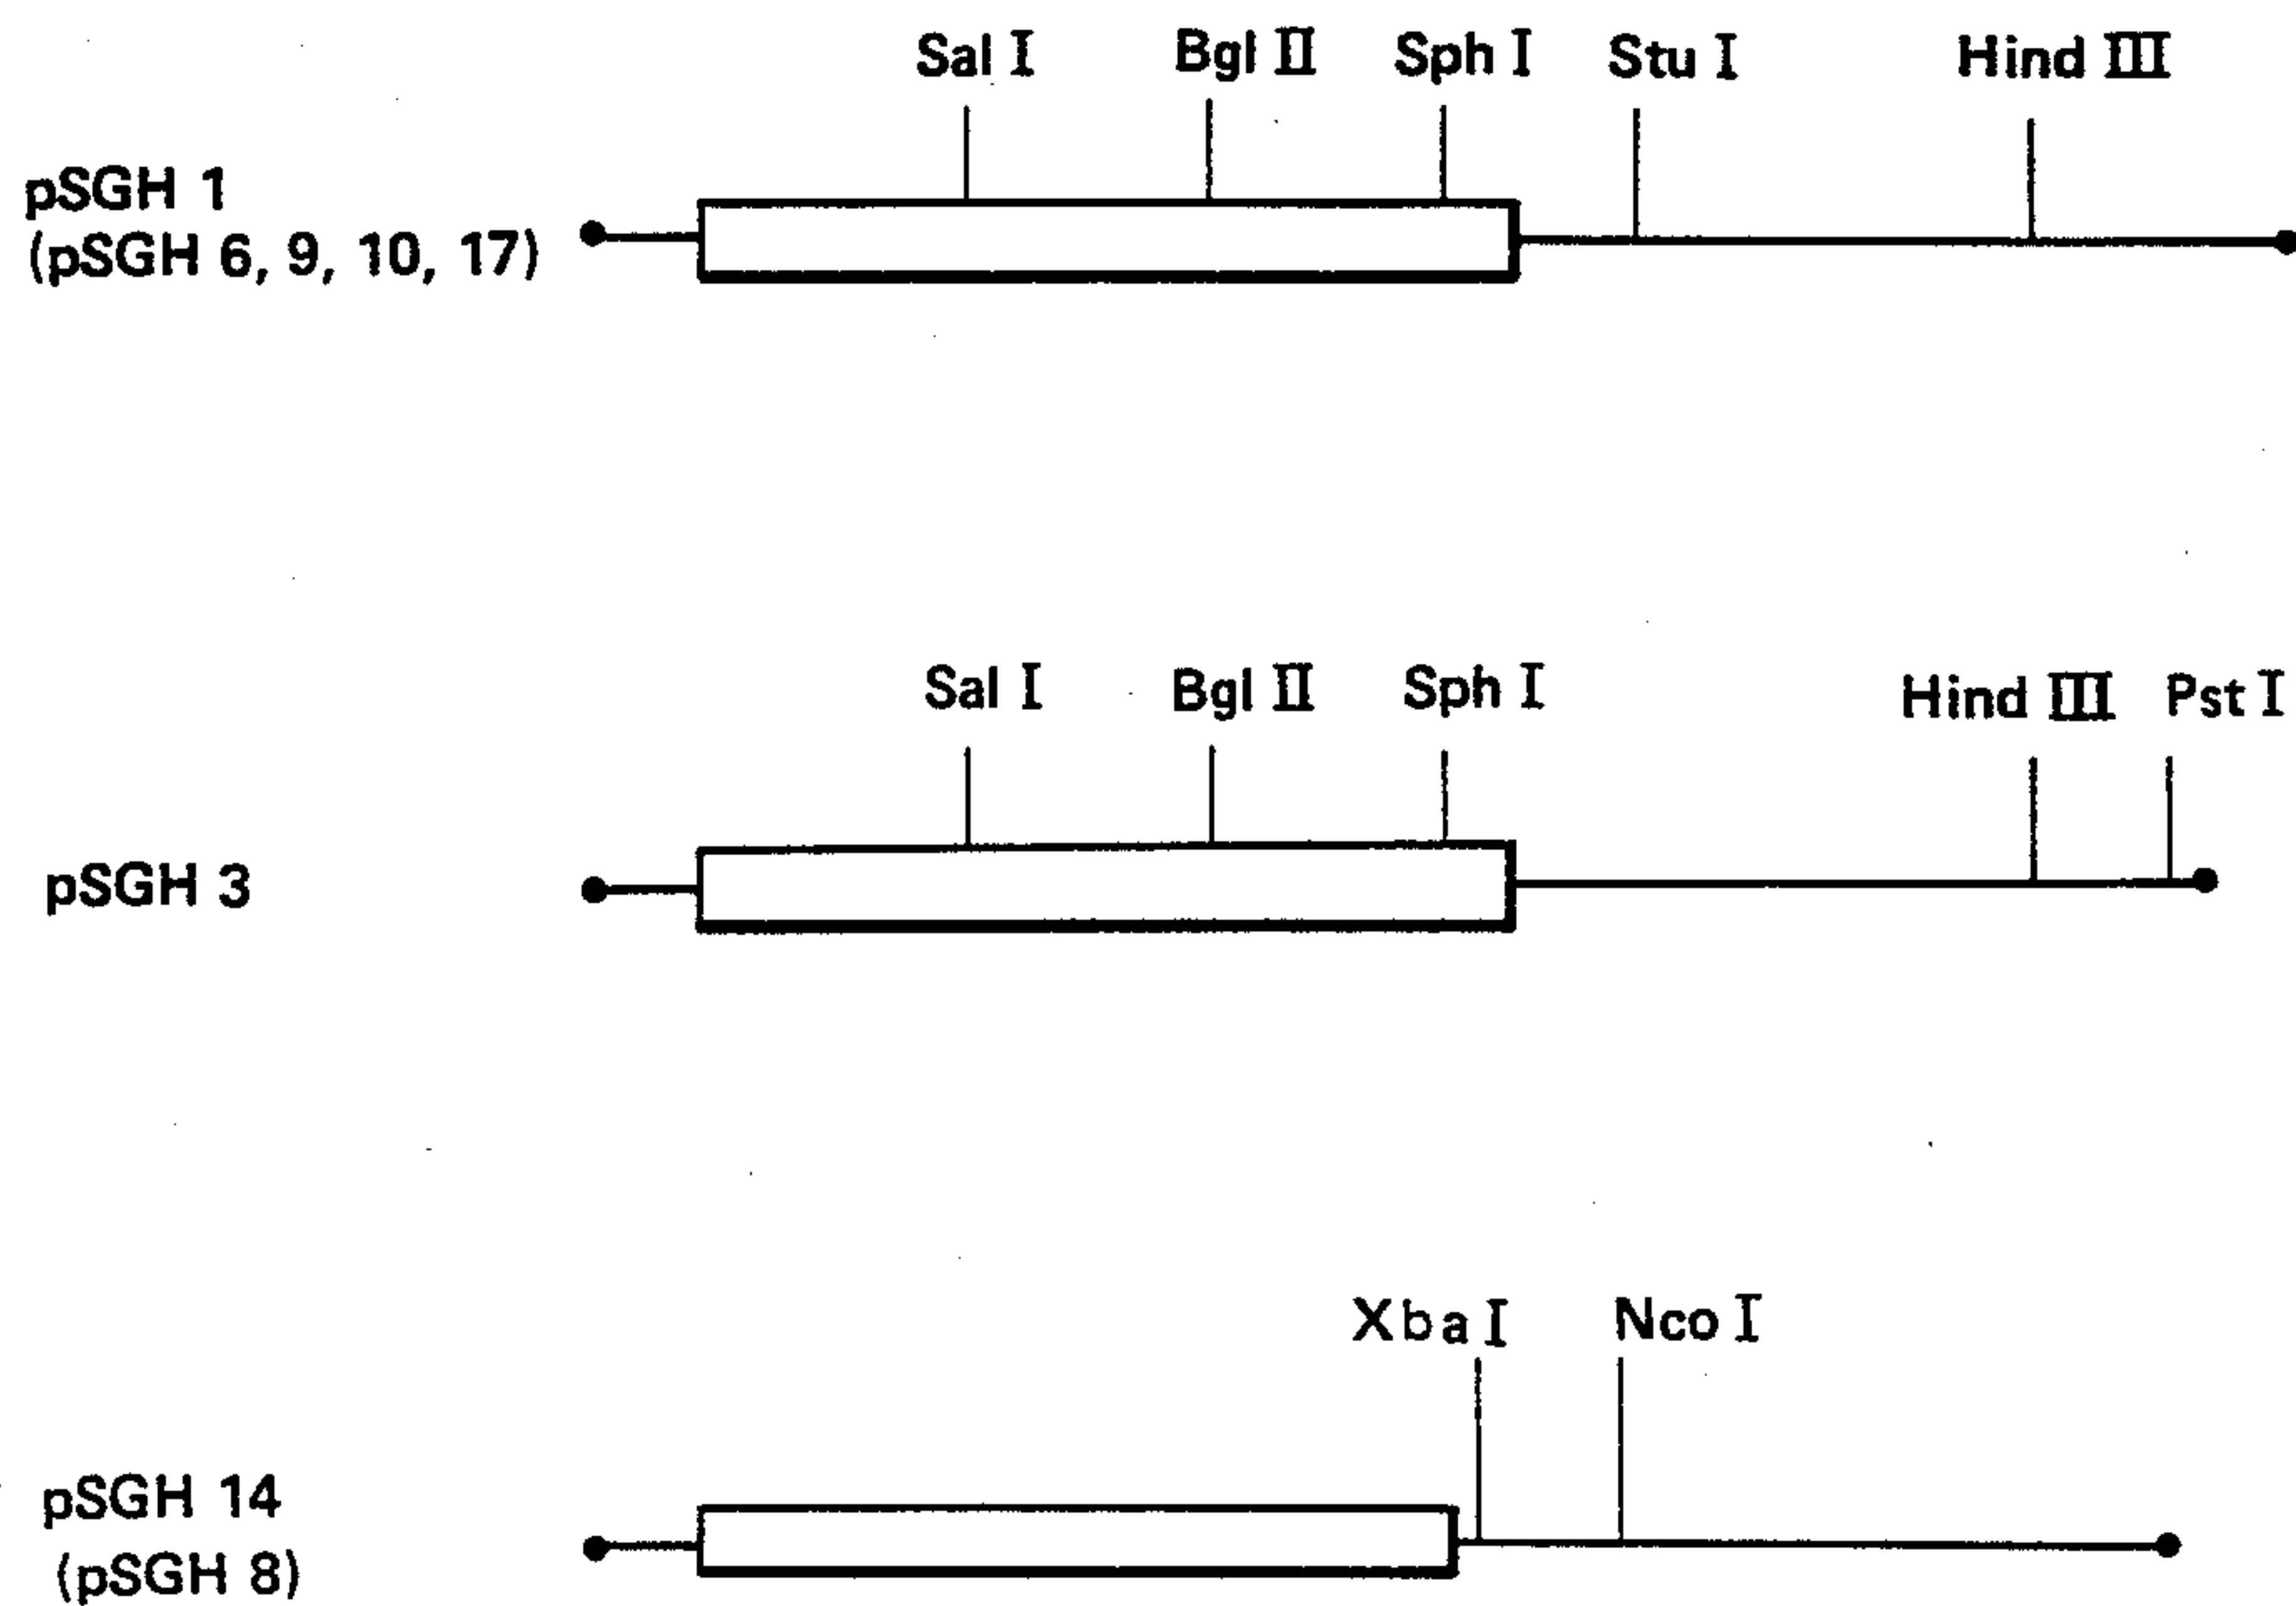 Sal I Bgl II Sph I Stu I Hind III
pSGH 1
(pSGH 6, 9, 10, 17)
Sal I Bgl II Sph I Hind III Pst I
pSGH 3
Xba I Nco I
pSGH 14
(pSGH 8)